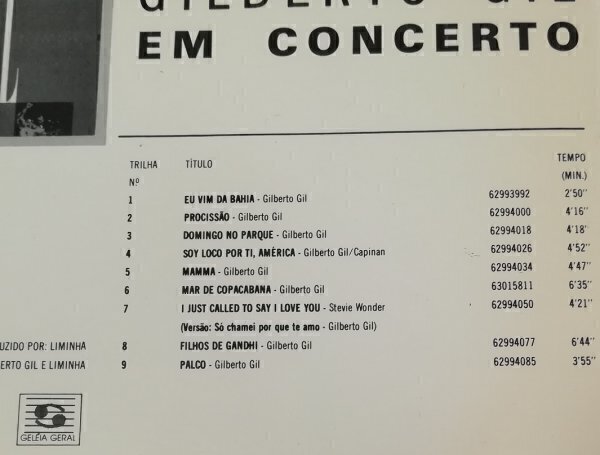 EM CONCERTO
TRILHA Nº TÍTULO TEMPO (MIN.)
1 EU VIM DA BAHIA - Gilberto Gil 62993992 2'50''
2 PROCISSÃO - Gilberto Gil 62994000 4'16''
3 DOMINGO NO PARQUE - Gilberto Gil 62994018 4'18'
4 SOY LOCO POR TI, AMÉRICA - Gilberto Gil/Capinan 62994026 4'52''
5 MAMMA - Gilberto Gil 62994034 4'47''
6 MAR DE COPACABANA - Gilberto Gil 63015811 6'35''
7 I JUST CALLED TO SAY I LOVE YOU - Stevie Wonder 62994050 4'21''
(Versão: Só chamei por que te amo - Gilberto Gil)
UZIDO POR: LIMINHA 8 FILHOS DE GANDHI - Gilberto Gil 62994077 6'44''
ERTO GIL E LIMINHA 9 PALCO - Gilberto Gil 62994085 3'55''
GELÉIA GERAL